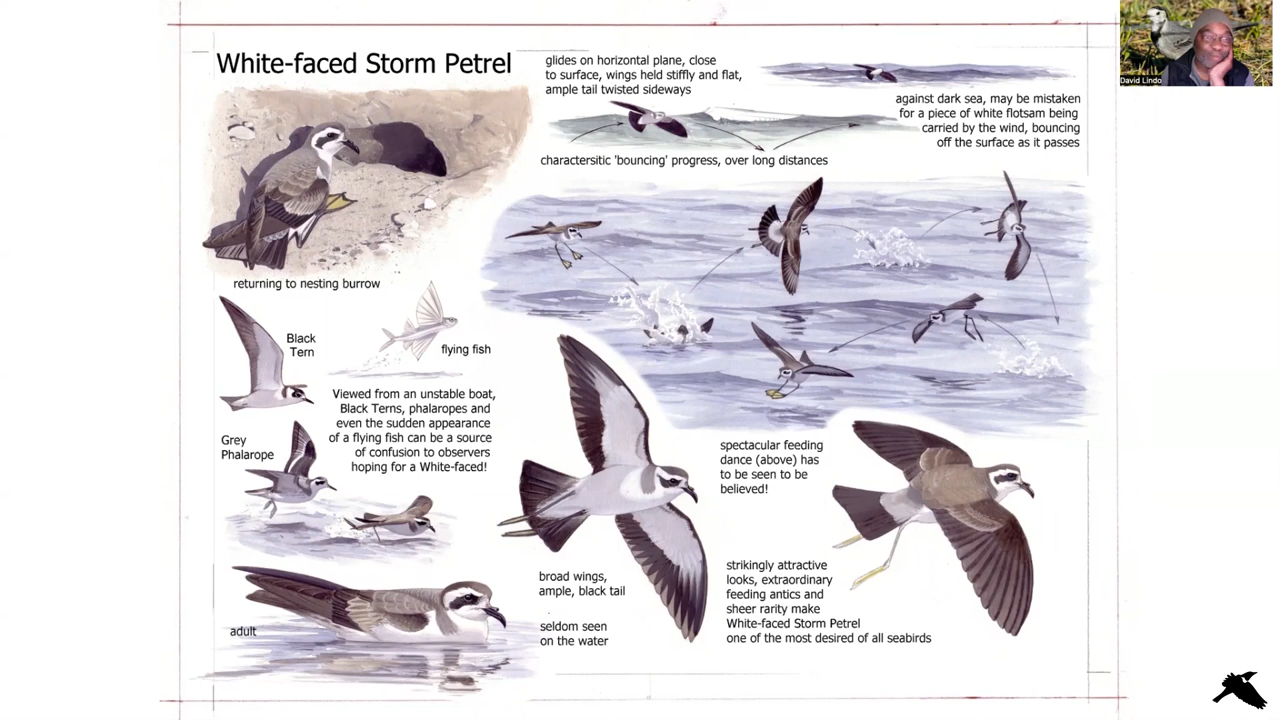 White-faced Storm Petrel
glides on horizontal plane, close
to surface, wings held stiffly and flat,
ample tail twisted sideways
David Lindo
against dark sea, may be mistaken
for a piece of white flotsam being
carried by the wind, bouncing
off the surface as it passes
charactersitic 'bouncing' progress, over long distances
returning to nesting burrow
Black
Tern
flying fish
Viewed from an unstable boat,
Black Terns, phalaropes and
even the sudden appearance
of a flying fish can be a source
of confusion to observers
hoping for a White-faced!
Grey
Phalarope
spectacular feeding
dance (above) has
to be seen to be
believed!
broad wings,
ample, black tail
seldom seen
on the water
strikingly attractive
looks, extraordinary
feeding antics and
sheer rarity make
White-faced Storm Petrel
one of the most desired of all seabirds
adult